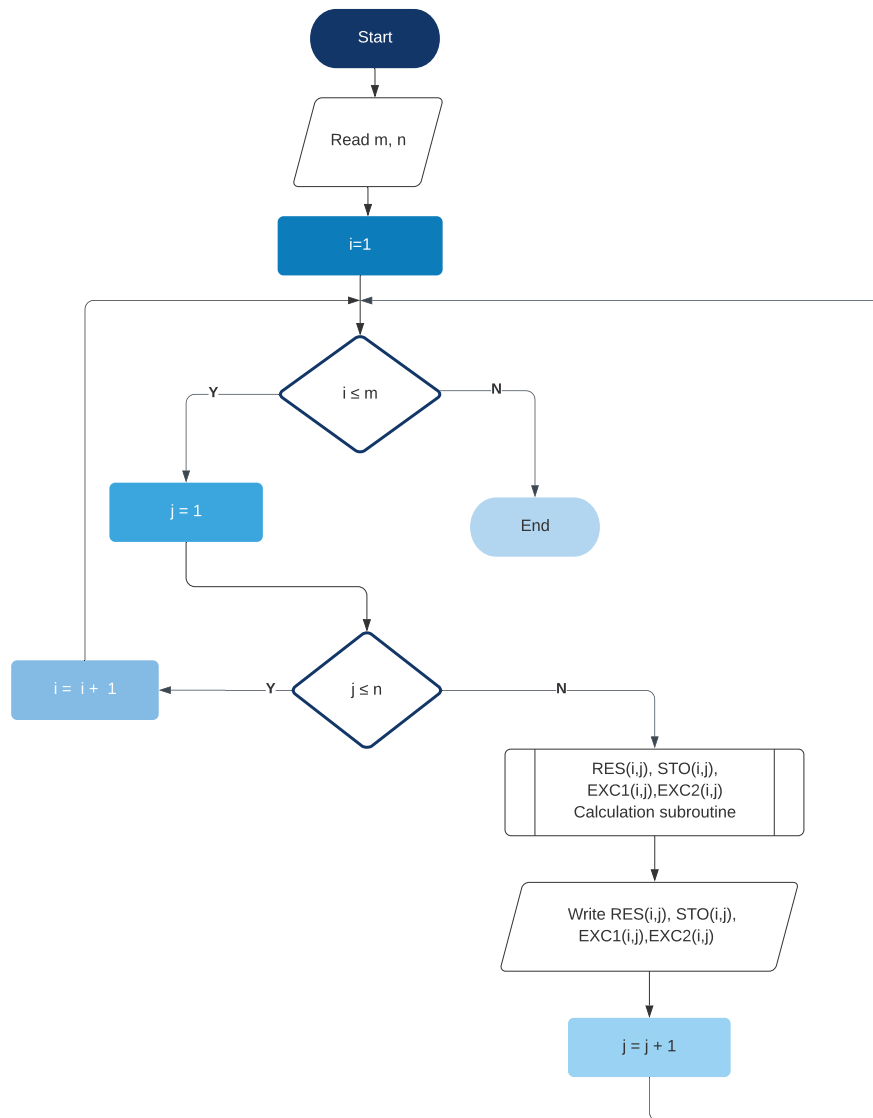 Start
Read m, n
i=1
i ≤ m
Y
N
j = 1
End
j ≤ n
Y
N
i = i + 1
RES(i,j), STO(i,j),
EXC1(i,j),EXC2(i,j)
Calculation subroutine
Write RES(i,j), STO(i,j),
EXC1(i,j),EXC2(i,j)
j = j + 1